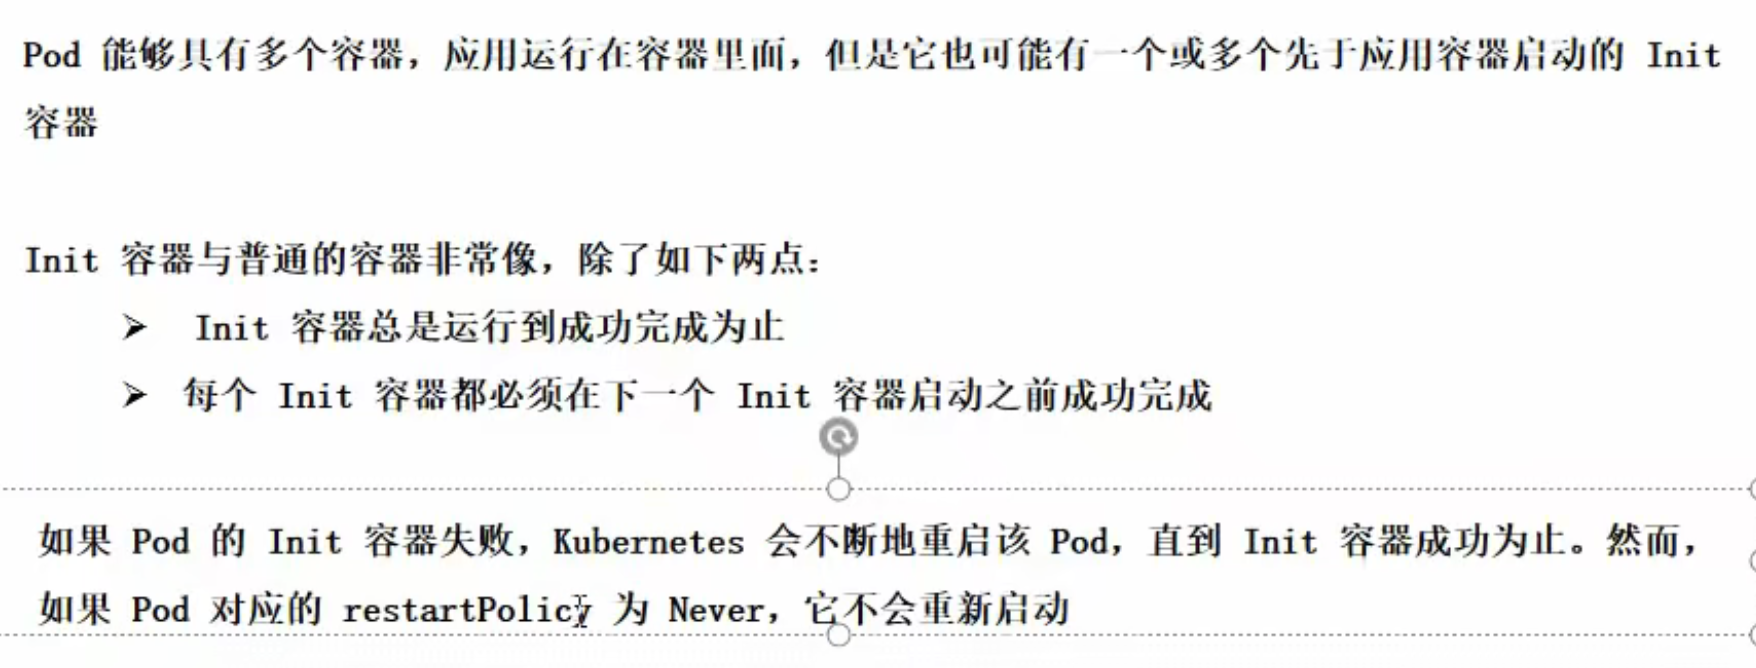 Pod 能够具有多个容器，应用运行在容器里面，但是它也可能有一个或多个先于应用容器启动的 Init
容器
Init 容器与普通的容器非常像，除了如下两点：
➢ Init 容器总是运行到成功完成为止
➢ 每个 Init 容器都必须在下一个 Init 容器启动之前成功完成
如果 Pod 的 Init 容器失败，Kubernetes 会不断地重启该 Pod，直到 Init 容器成功为止。然而，
如果 Pod 对应的 restartPolicy 为 Never，它不会重新启动